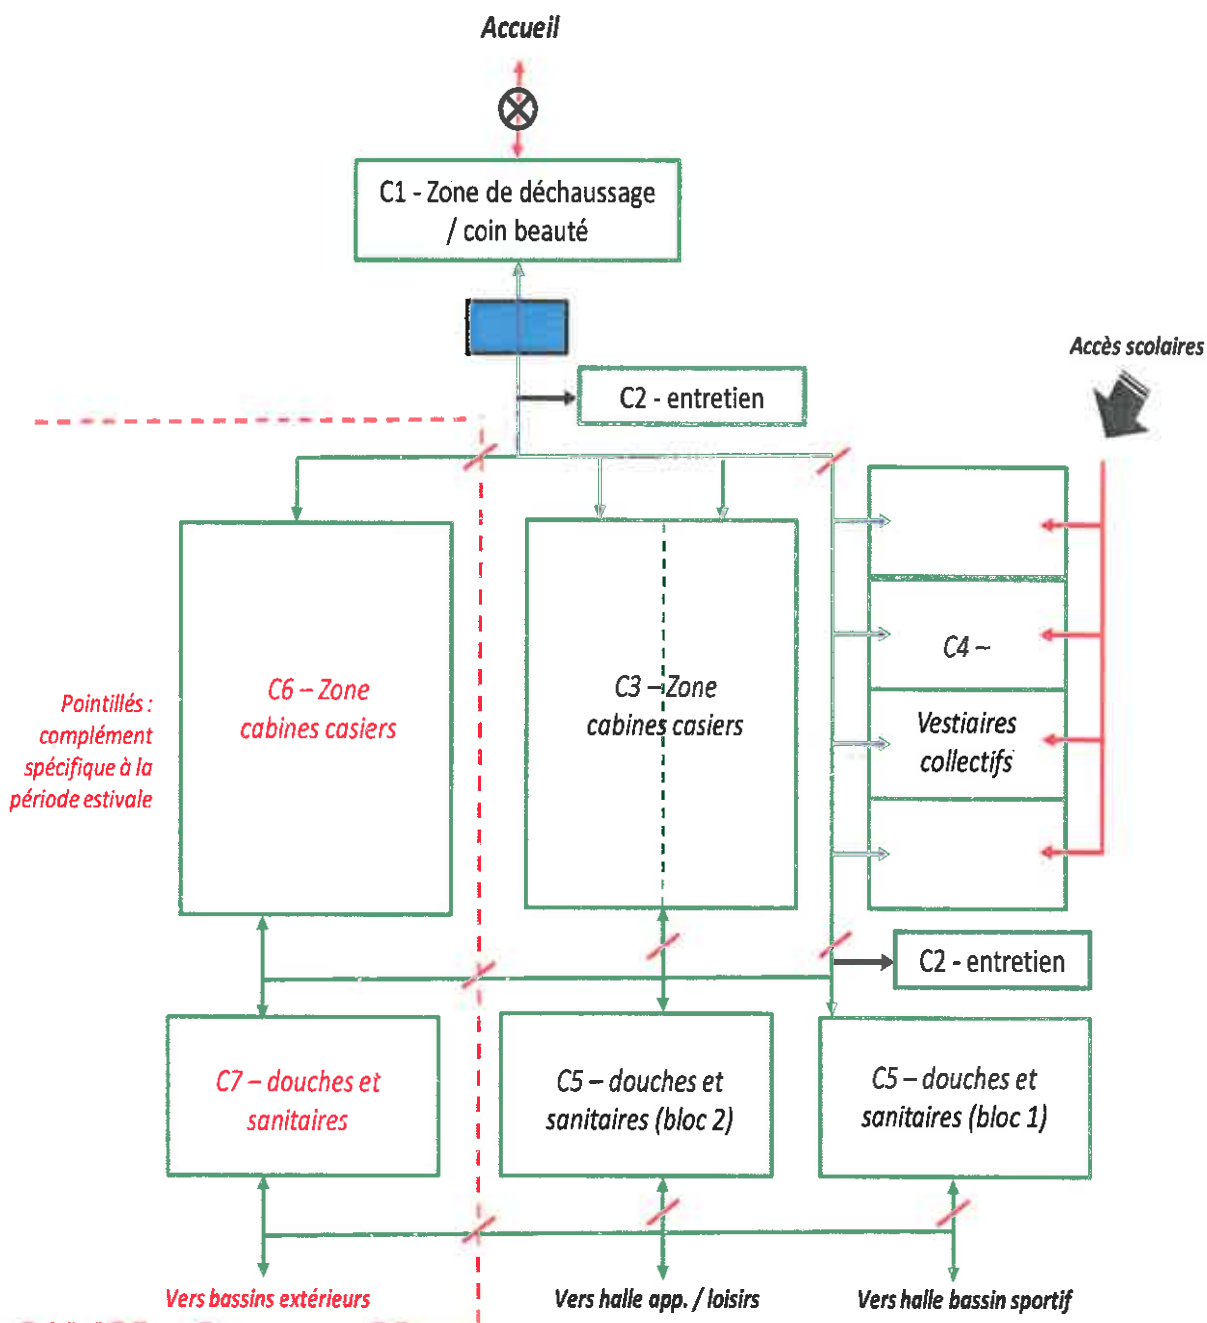 Accueil
C1 - Zone de déchaussage
/ coin beauté
Accès scolaires
C2 - entretien
C6 – Zone
cabines casiers
C3 – Zone
cabines casiers
C4 –
Vestiaires
collectifs
Pointillés :
complément
spécifique à la
période estivale
C2 - entretien
C7 – douches et
sanitaires
C5 – douches et
sanitaires (bloc 2)
C5 – douches et
sanitaires (bloc 1)
Vers bassins extérieurs
Vers halle app. / loisirs
Vers halle bassin sportif